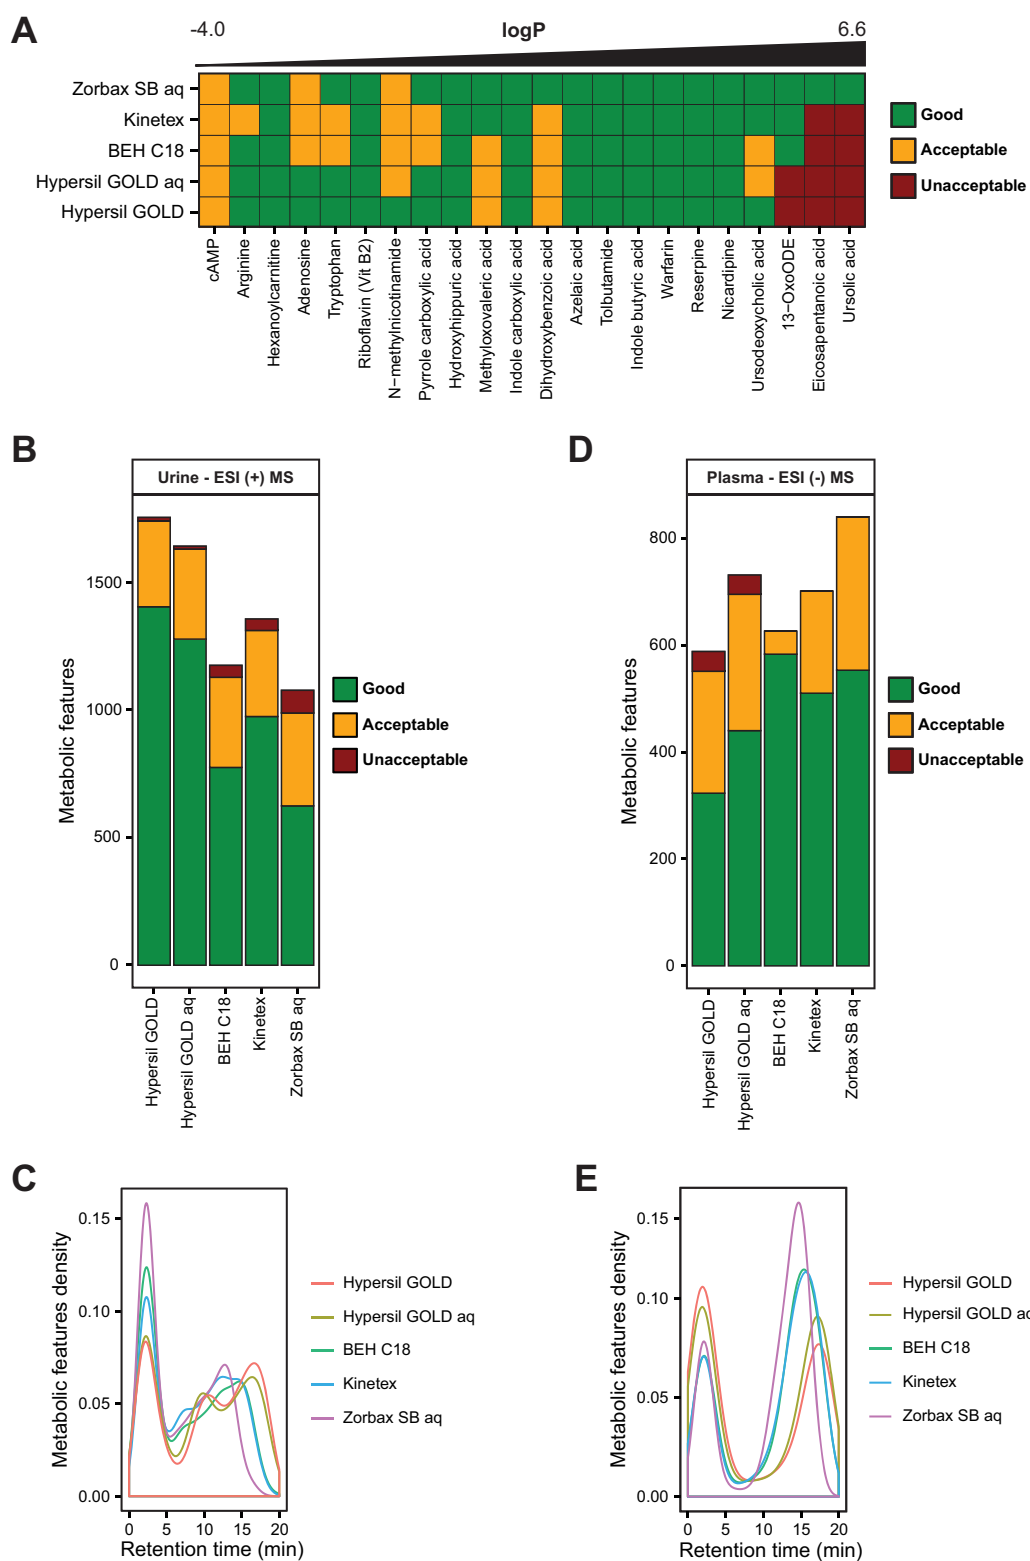 A
-4.0 logP 6.6
Zorbax SB aq
Kinetex
BEH C18
Hypersil GOLD aq
Hypersil GOLD
Good
Acceptable
Unacceptable
cAMP
Arginine
Hexanoylcarnitine
Adenosine
Tryptophan
Riboflavin (Vit B2)
N−methylnicotinamide
Pyrrole carboxylic acid
Hydroxyhippuric acid
Methyloxovaleric acid
Indole carboxylic acid
Dihydroxybenzoic acid
Azelaic acid
Tolbutamide
Indole butyric acid
Warfarin
Reserpine
Nicardipine
Ursodeoxycholic acid
13−OxoODE
Eicosapentanoic acid
Ursolic acid
B
Urine - ESI (+) MS
Metabolic features
1500
1000
500
0
Hypersil GOLD
Hypersil GOLD aq
BEH C18
Kinetex
Zorbax SB aq
Good
Acceptable
Unacceptable
D
Plasma - ESI (-) MS
Metabolic features
800
600
400
200
0
Hypersil GOLD
Hypersil GOLD aq
BEH C18
Kinetex
Zorbax SB aq
Good
Acceptable
Unacceptable
C
Metabolic features density
0.15
0.10
0.05
0.00
0 5 10 15 20
Retention time (min)
Hypersil GOLD
Hypersil GOLD aq
BEH C18
Kinetex
Zorbax SB aq
E
Metabolic features density
0.15
0.10
0.05
0.00
0 5 10 15 20
Retention time (min)
Hypersil GOLD
Hypersil GOLD aq
BEH C18
Kinetex
Zorbax SB aq